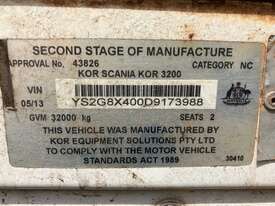 SECOND STAGE OF MANUFACTURE
APPROVAL No. 43826 CATEGORY NC
KOR SCANIA KOR 3200
VIN
05/13 YS2G8X400D9173988
GVM 32000 kg SEATS 2
THIS VEHICLE WAS MANUFACTURED BY
KOR EQUIPMENT SOLUTIONS PTY LTD
TO COMPLY WITH THE MOTOR VEHICLE
STANDARDS ACT 1989 30410